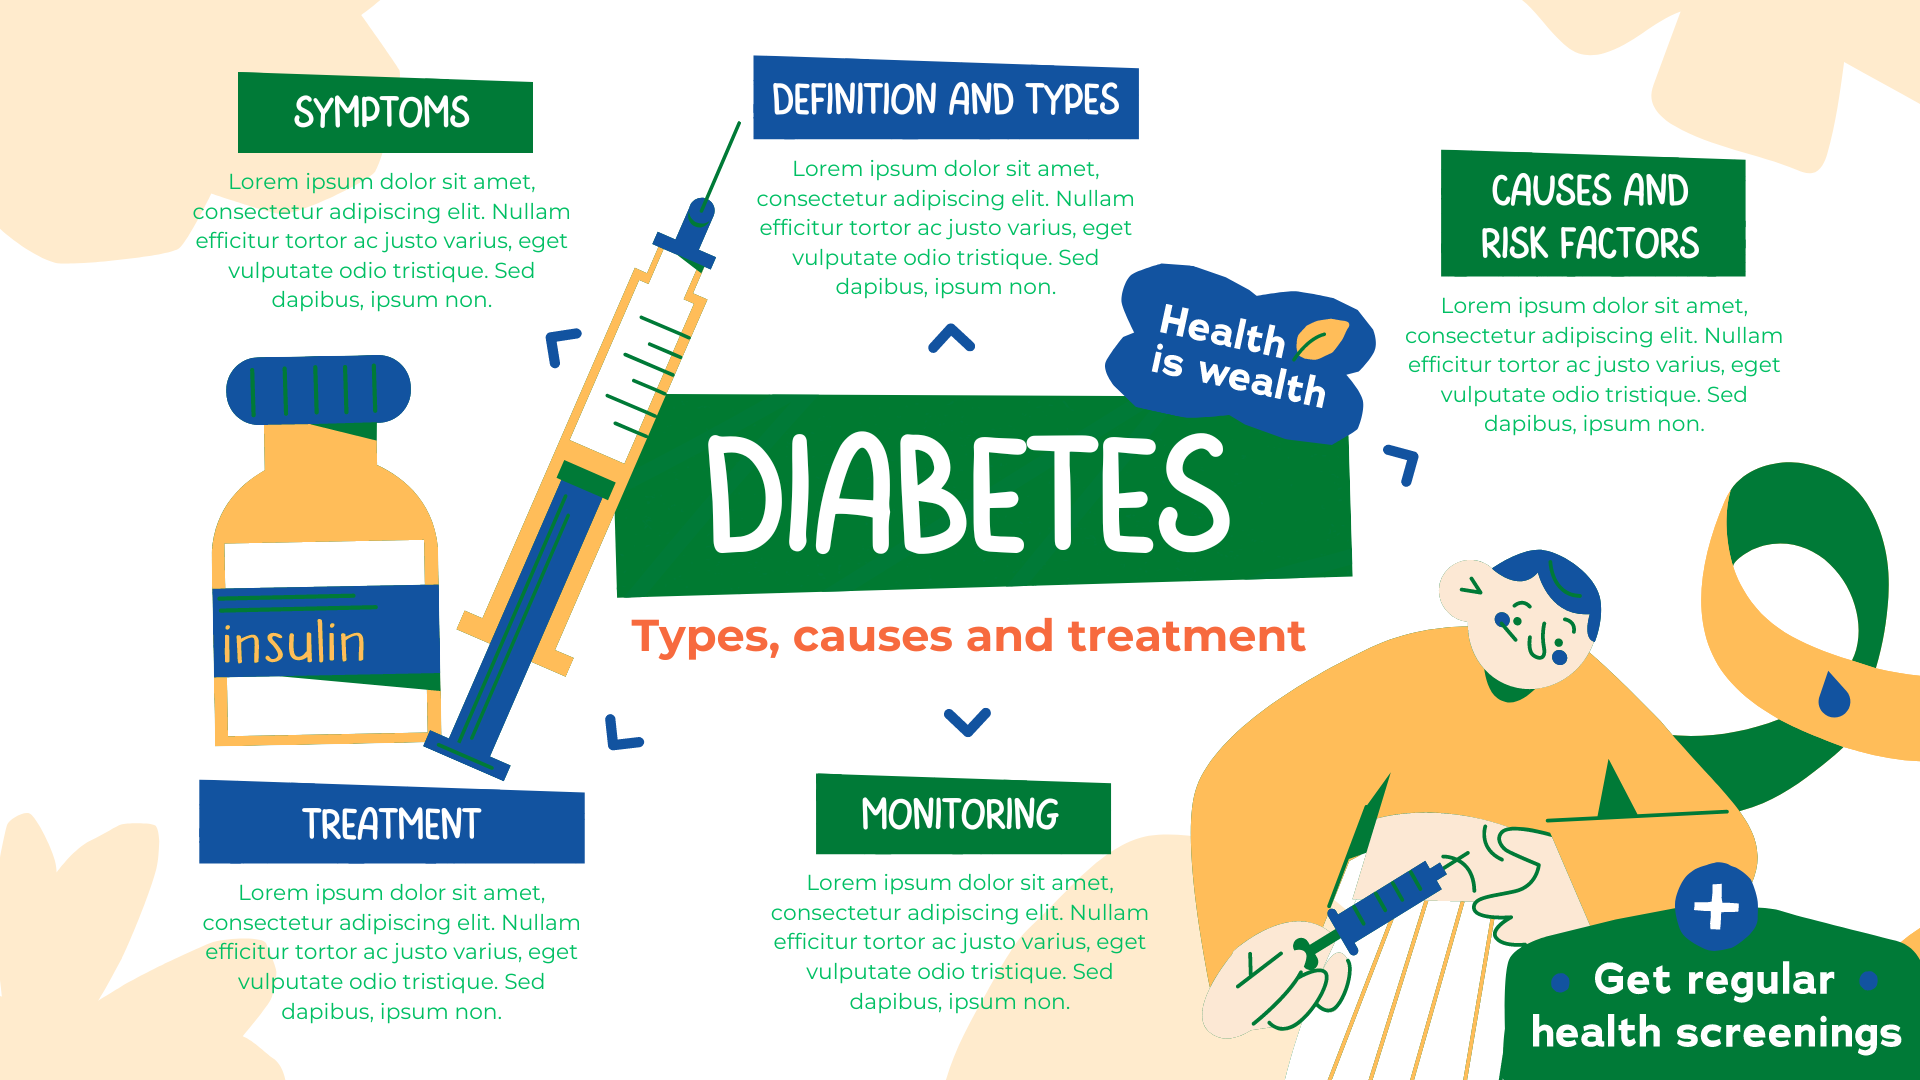 SYMPTOMS
Lorem ipsum dolor sit amet,
consectetur adipiscing elit. Nullam
efficitur tortor ac justo varius, eget
vulputate odio tristique. Sed
dapibus, ipsum non.
DEFINITION AND TYPES
Lorem ipsum dolor sit amet,
consectetur adipiscing elit. Nullam
efficitur tortor ac justo varius, eget
vulputate odio tristique. Sed
dapibus, ipsum non.
CAUSES AND
RISK FACTORS
Lorem ipsum dolor sit amet,
consectetur adipiscing elit. Nullam
efficitur tortor ac justo varius, eget
vulputate odio tristique. Sed
dapibus, ipsum non.
Health
is wealth
DIABETES
Types, causes and treatment
insulin
TREATMENT
Lorem ipsum dolor sit amet,
consectetur adipiscing elit. Nullam
efficitur tortor ac justo varius, eget
vulputate odio tristique. Sed
dapibus, ipsum non.
MONITORING
Lorem ipsum dolor sit amet,
consectetur adipiscing elit. Nullam
efficitur tortor ac justo varius, eget
vulputate odio tristique. Sed
dapibus, ipsum non.
Get regular
health screenings